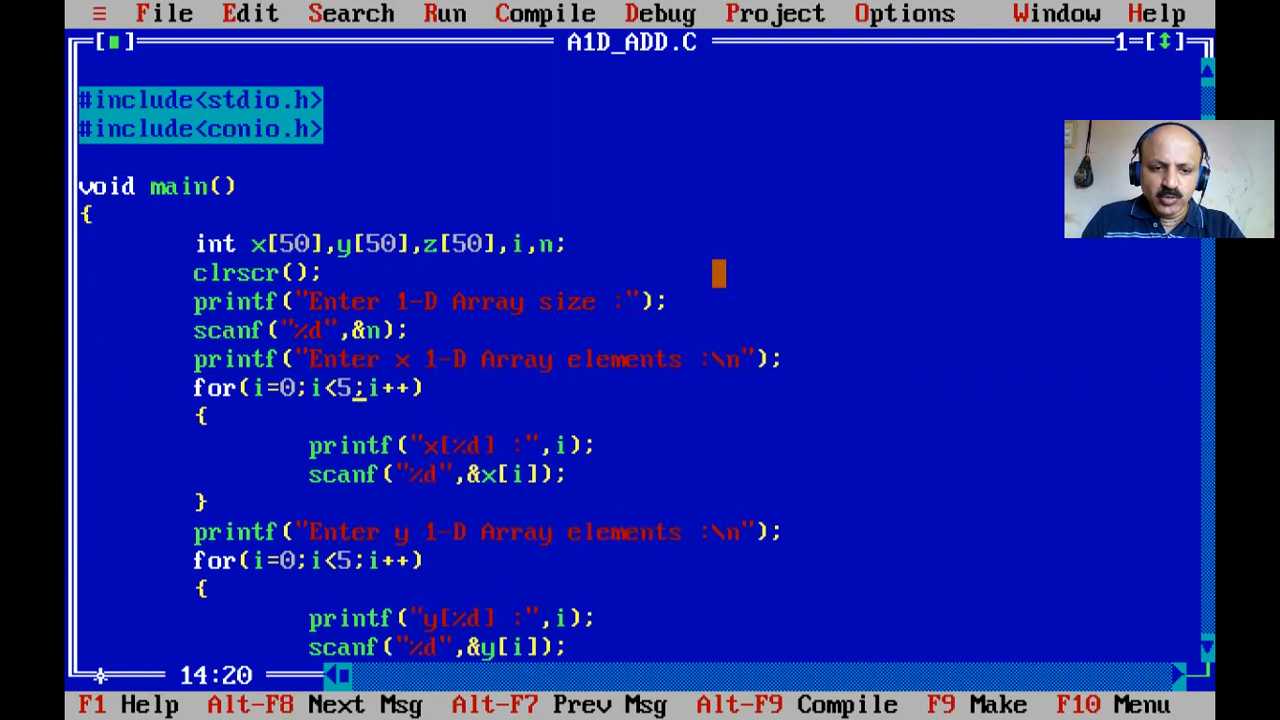 ≡ File Edit Search Run Compile Debug Project Options Window Help
[■] A1D_ADD.C 1=[↕]
#include<stdio.h>
#include<conio.h>
void main()
{
int x[50],y[50],z[50],i,n;
clrscr();
printf("Enter 1-D Array size :");
scanf("%d",&n);
printf("Enter x 1-D Array elements :\n");
for(i=0;i<5;i++)
{
printf("x[%d] :",i);
scanf("%d",&x[i]);
}
printf("Enter y 1-D Array elements :\n");
for(i=0;i<5;i++)
{
printf("y[%d] :",i);
scanf("%d",&y[i]);
14:20
F1 Help Alt-F8 Next Msg Alt-F7 Prev Msg Alt-F9 Compile F9 Make F10 Menu